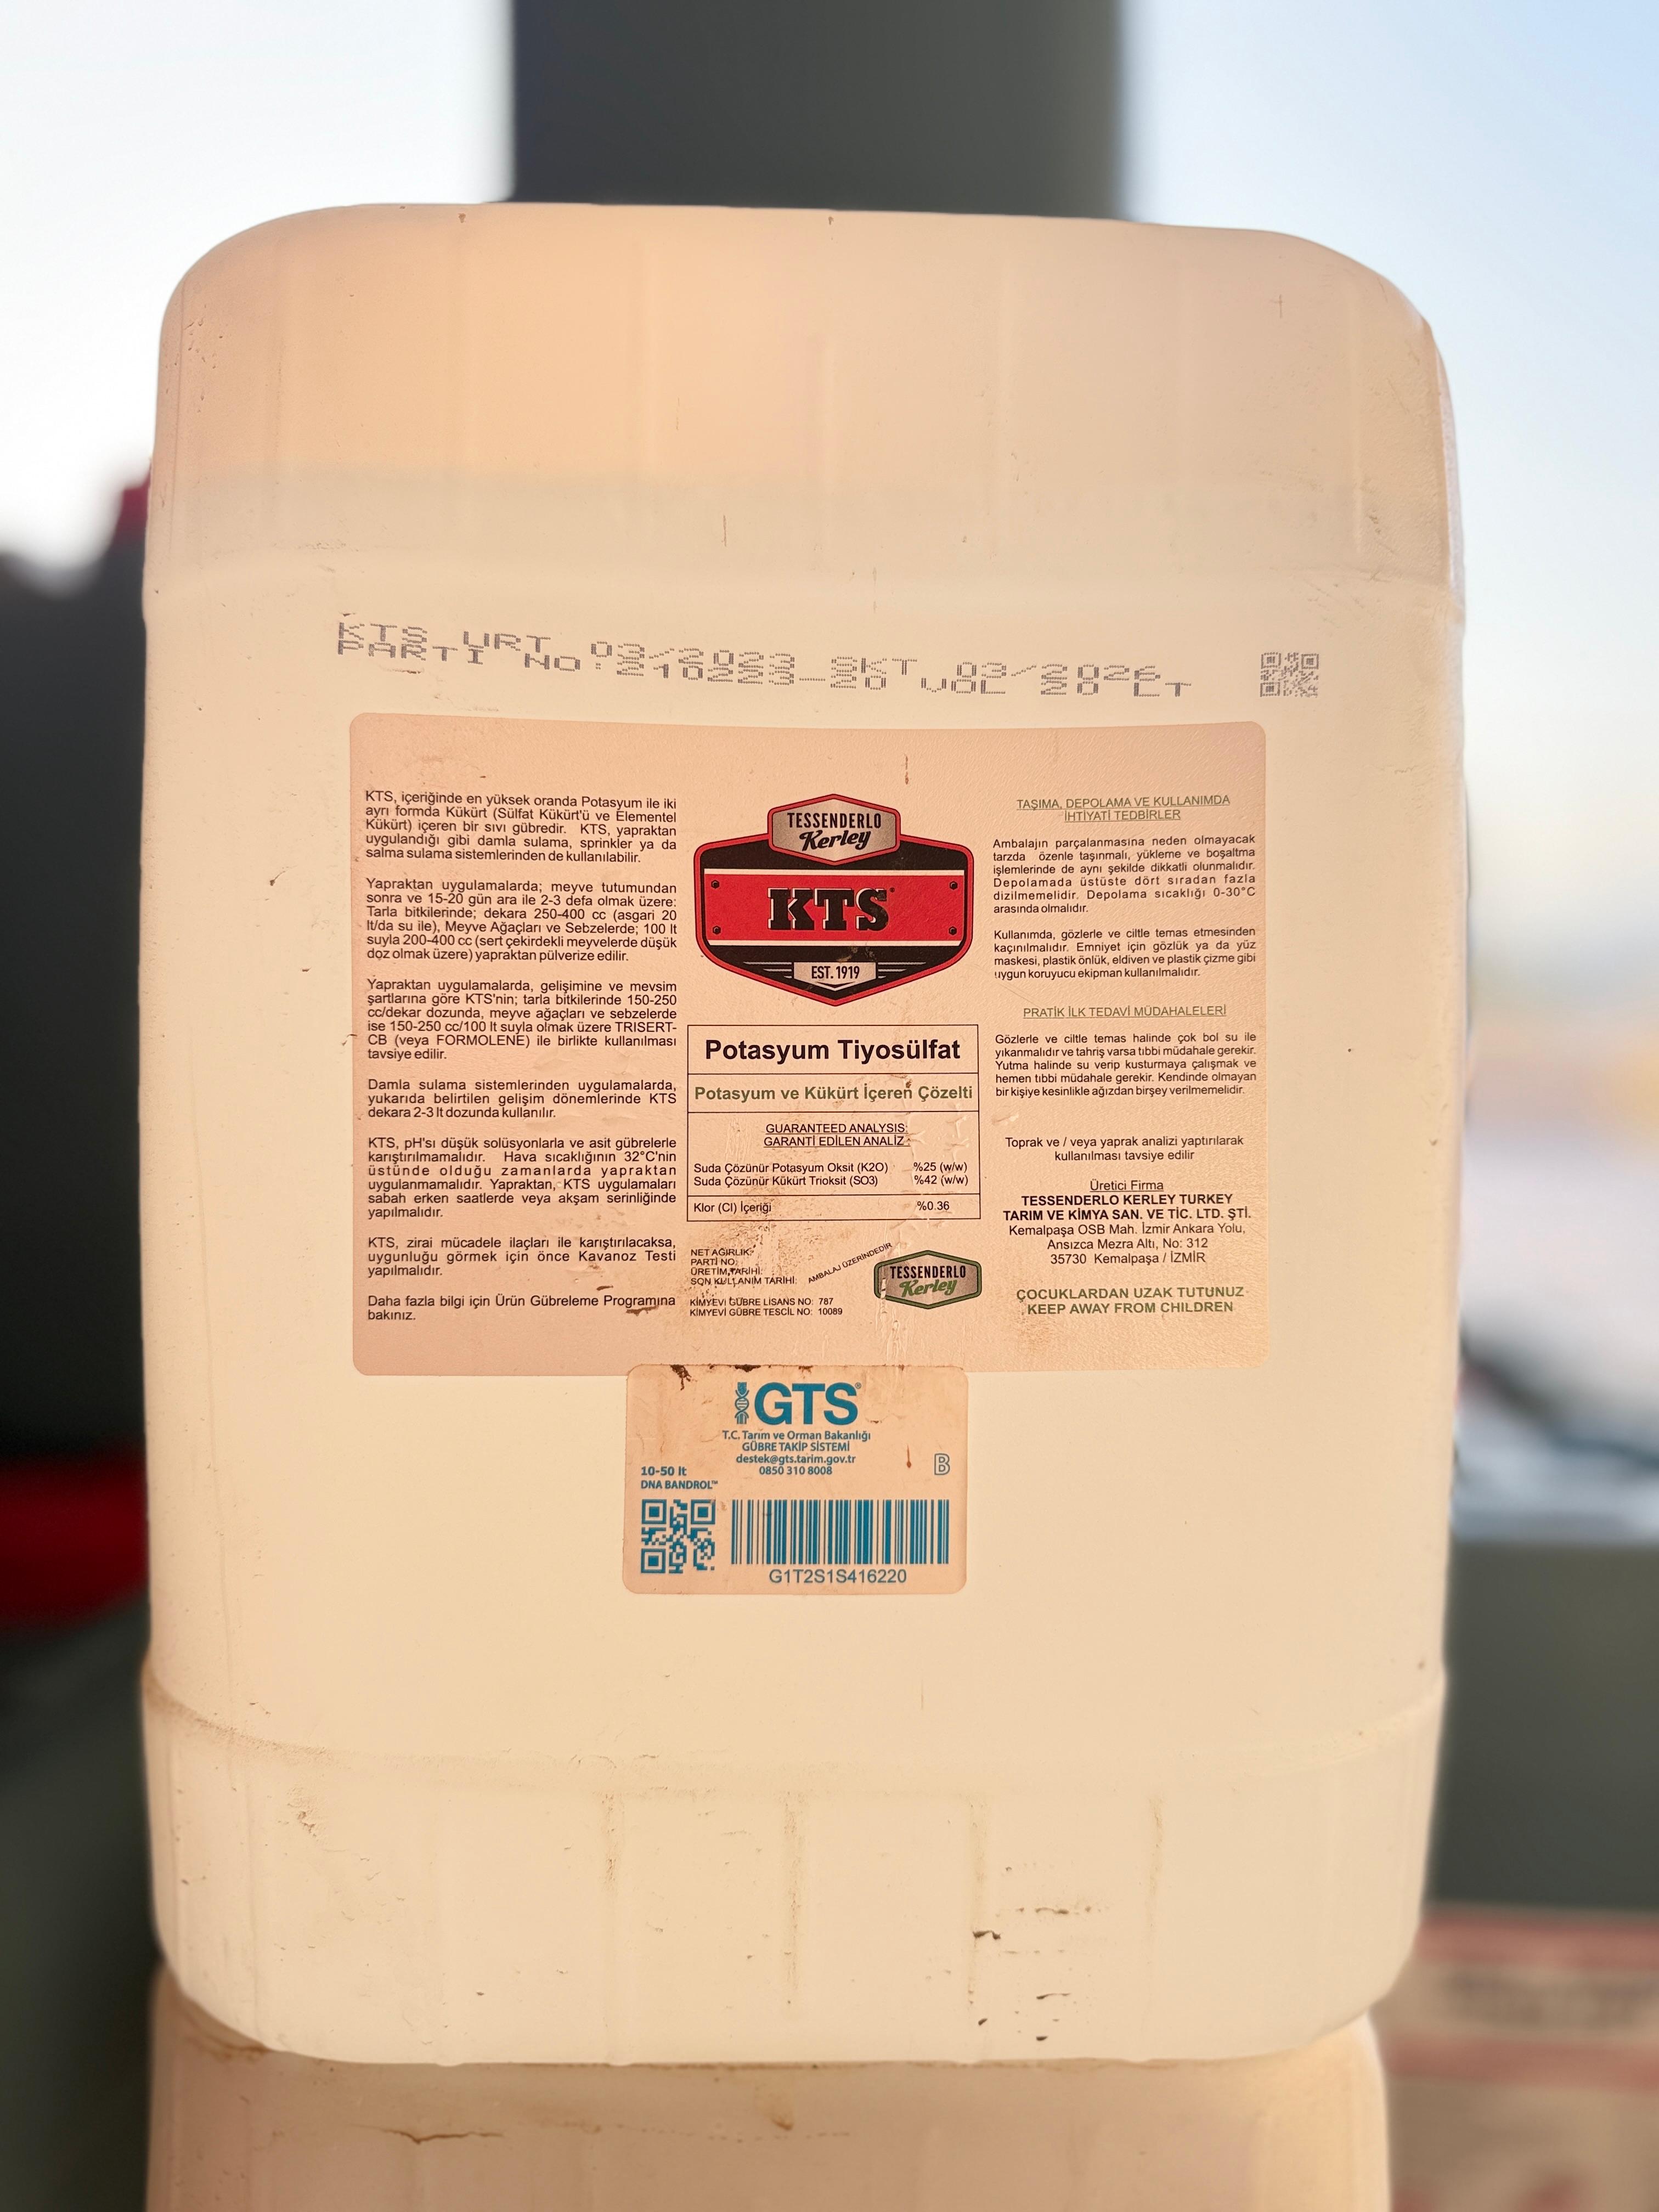 KTS URT 03/2023 SKT 03/2026
PARTI NO:210223-20 VOL 20 LT
KTS, içeriğinde en yüksek oranda Potasyum ile iki
ayrı formda Kükürt (Sülfat Kükürt'ü ve Elementel
Kükürt) içeren bir sıvı gübredir. KTS, yapraktan
uygulandığı gibi damla sulama, sprinkler ya da
salma sulama sistemlerinden de kullanılabilir.
Yapraktan uygulamalarda; meyve tutumundan
sonra ve 15-20 gün ara ile 2-3 defa olmak üzere:
Tarla bitkilerinde; dekara 250-400 cc (asgari 20
lt/da su ile), Meyve Ağaçları ve Sebzelerde; 100 lt
suyla 200-400 cc (sert çekirdekli meyvelerde düşük
doz olmak üzere) yapraktan pülverize edilir.
Yapraktan uygulamalarda, gelişimine ve mevsim
şartlarına göre KTS'nin; tarla bitkilerinde 150-250
cc/dekar dozunda, meyve ağaçları ve sebzelerde
ise 150-250 cc/100 lt suyla olmak üzere TRISERT-
CB (veya FORMOLENE) ile birlikte kullanılması
tavsiye edilir.
Damla sulama sistemlerinden uygulamalarda,
yukarıda belirtilen gelişim dönemlerinde KTS
dekara 2-3 lt dozunda kullanılır.
KTS, pH'sı düşük solüsyonlarla ve asit gübrelerle
karıştırılmamalıdır. Hava sıcaklığının 32°C'nin
üstünde olduğu zamanlarda yapraktan
uygulanmamalıdır. Yapraktan, KTS uygulamaları
sabah erken saatlerde veya akşam serinliğinde
yapılmalıdır.
KTS, zirai mücadele ilaçları ile karıştırılacaksa,
uygunluğu görmek için önce Kavanoz Testi
yapılmalıdır.
Daha fazla bilgi için Ürün Gübreleme Programına
bakınız.
TESSENDERLO
Kerley
KTS
EST. 1919
Potasyum Tiyosülfat
Potasyum ve Kükürt İçeren Çözelti
GUARANTEED ANALYSIS:
GARANTİ EDİLEN ANALİZ :
Suda Çözünür Potasyum Oksit (K2O) %25 (w/w)
Suda Çözünür Kükürt Trioksit (SO3) %42 (w/w)
Klor (Cl) İçeriği %0.36
NET AĞIRLIK:
PARTİ NO:
ÜRETİM TARİHİ:
SON KULLANIM TARİHİ:
AMBALAJ ÜZERİNDEDİR
KİMYEVİ GÜBRE LİSANS NO: 787
KİMYEVİ GÜBRE TESCİL NO: 10089
TESSENDERLO
Kerley
TAŞIMA, DEPOLAMA VE KULLANIMDA
İHTİYATİ TEDBİRLER
Ambalajın parçalanmasına neden olmayacak
tarzda özenle taşınmalı, yükleme ve boşaltma
işlemlerinde de aynı şekilde dikkatli olunmalıdır.
Depolamada üstüste dört sıradan fazla
dizilmemelidir. Depolama sıcaklığı 0-30°C
arasında olmalıdır.
Kullanımda, gözlerle ve ciltle temas etmesinden
kaçınılmalıdır. Emniyet için gözlük ya da yüz
maskesi, plastik önlük, eldiven ve plastik çizme gibi
uygun koruyucu ekipman kullanılmalıdır.
PRATİK İLK TEDAVİ MÜDAHALELERİ
Gözlerle ve ciltle temas halinde çok bol su ile
yıkanmalıdır ve tahriş varsa tıbbi müdahale gerekir.
Yutma halinde su verip kusturmaya çalışmak ve
hemen tıbbi müdahale gerekir. Kendinde olmayan
bir kişiye kesinlikle ağızdan birşey verilmemelidir.
Toprak ve / veya yaprak analizi yaptırılarak
kullanılması tavsiye edilir
Üretici Firma
TESSENDERLO KERLEY TURKEY
TARIM VE KİMYA SAN. VE TİC. LTD. ŞTİ.
Kemalpaşa OSB Mah. İzmir Ankara Yolu,
Ansızca Mezra Altı, No: 312
35730 Kemalpaşa / İZMİR
ÇOCUKLARDAN UZAK TUTUNUZ
KEEP AWAY FROM CHILDREN
GTS
T.C. Tarım ve Orman Bakanlığı
GÜBRE TAKİP SİSTEMİ
destek@gts.tarim.gov.tr
0850 310 8008
B
10-50 lt
DNA BANDROL™
G1T2S1S416220